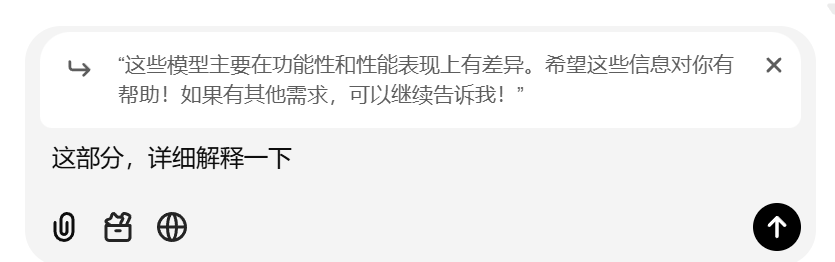 “这些模型主要在功能性和性能表现上有差异。希望这些信息对你有
帮助！如果有其他需求，可以继续告诉我！”
这部分，详细解释一下